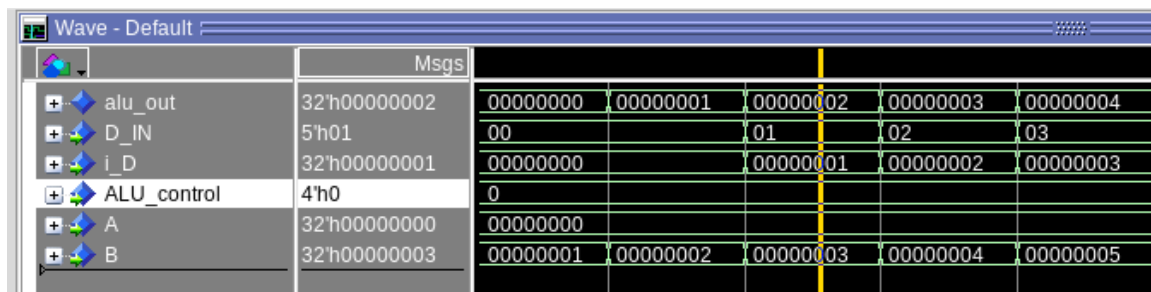 Wave - Default
Msgs
alu_out 32'h00000002 00000000 00000001 00000002 00000003 00000004
D_IN 5'h01 00 01 02 03
i_D 32'h00000001 00000000 00000001 00000002 00000003
ALU_control 4'h0 0
A 32'h00000000 00000000
B 32'h00000003 00000001 00000002 00000003 00000004 00000005